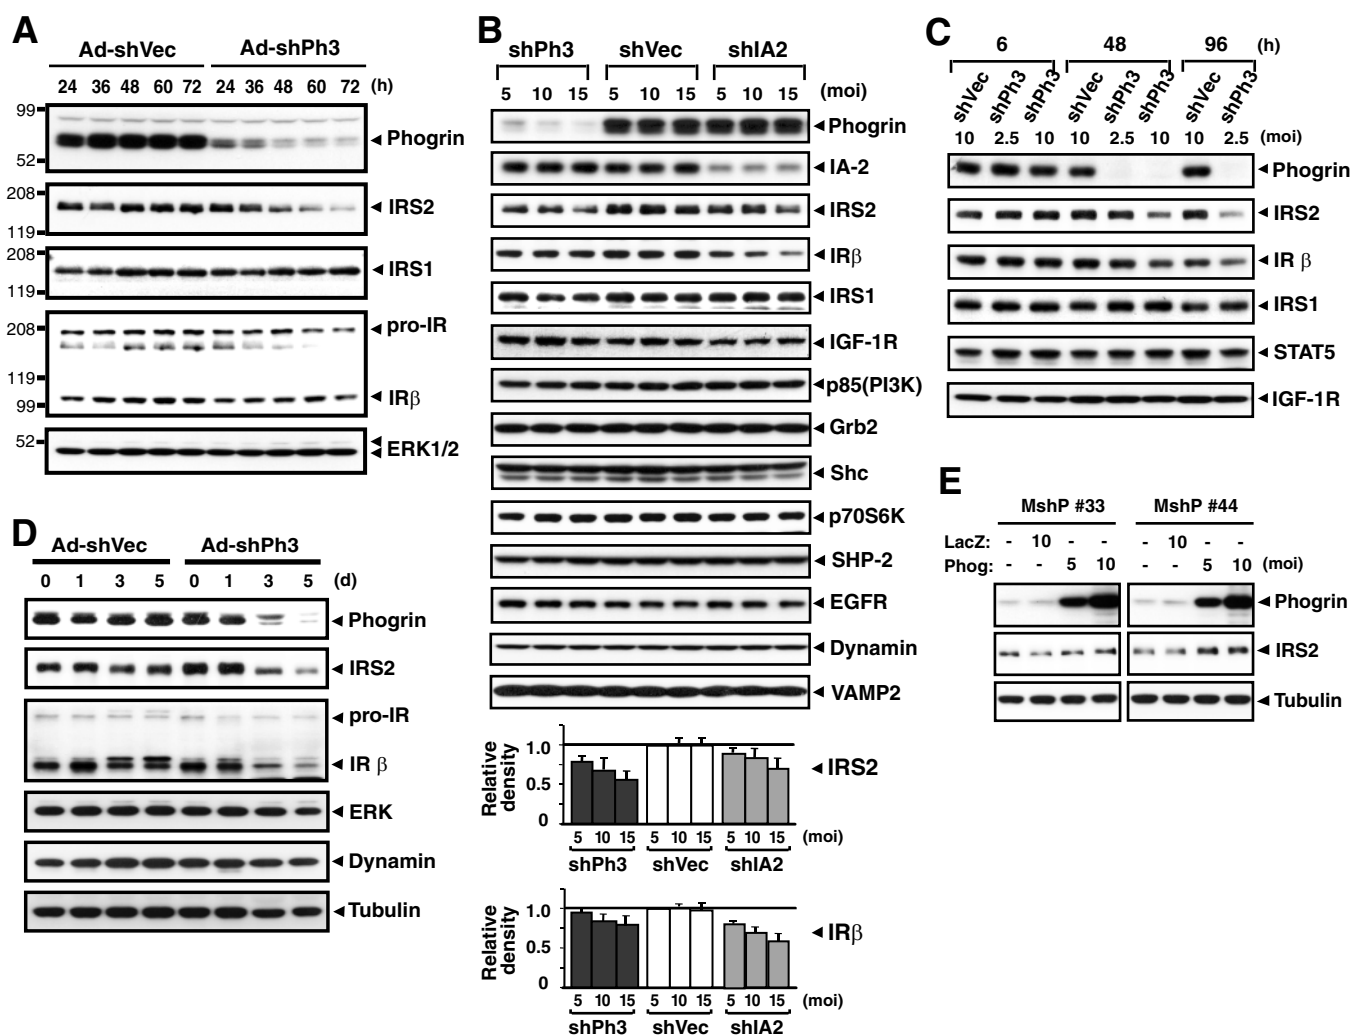 A
Ad-shVec Ad-shPh3
24 36 48 60 72 24 36 48 60 72 (h)
99
52
Phogrin
208
119
IRS2
208
119
IRS1
208
119
99
pro-IR
IRβ
52
ERK1/2
B
shPh3 shVec shIA2
5 10 15 5 10 15 5 10 15 (moi)
Phogrin
IA-2
IRS2
IRβ
IRS1
IGF-1R
p85(PI3K)
Grb2
Shc
p70S6K
SHP-2
EGFR
Dynamin
VAMP2
Relative density
1.0
0.5
0
IRS2
5 10 15 5 10 15 5 10 15 (moi)
shPh3 shVec shIA2
Relative density
1.0
0.5
0
IRβ
5 10 15 5 10 15 5 10 15 (moi)
shPh3 shVec shIA2
C
6 48 96 (h)
shVec shPh3 shPh3 shVec shPh3 shPh3 shVec shPh3
10 2.5 10 10 2.5 10 10 2.5 (moi)
Phogrin
IRS2
IR β
IRS1
STAT5
IGF-1R
D
Ad-shVec Ad-shPh3
0 1 3 5 0 1 3 5 (d)
Phogrin
IRS2
pro-IR
IR β
ERK
Dynamin
Tubulin
E
MshP #33 MshP #44
LacZ: - 10 - - - 10 - -
Phog: - - 5 10 - - 5 10 (moi)
Phogrin
IRS2
Tubulin